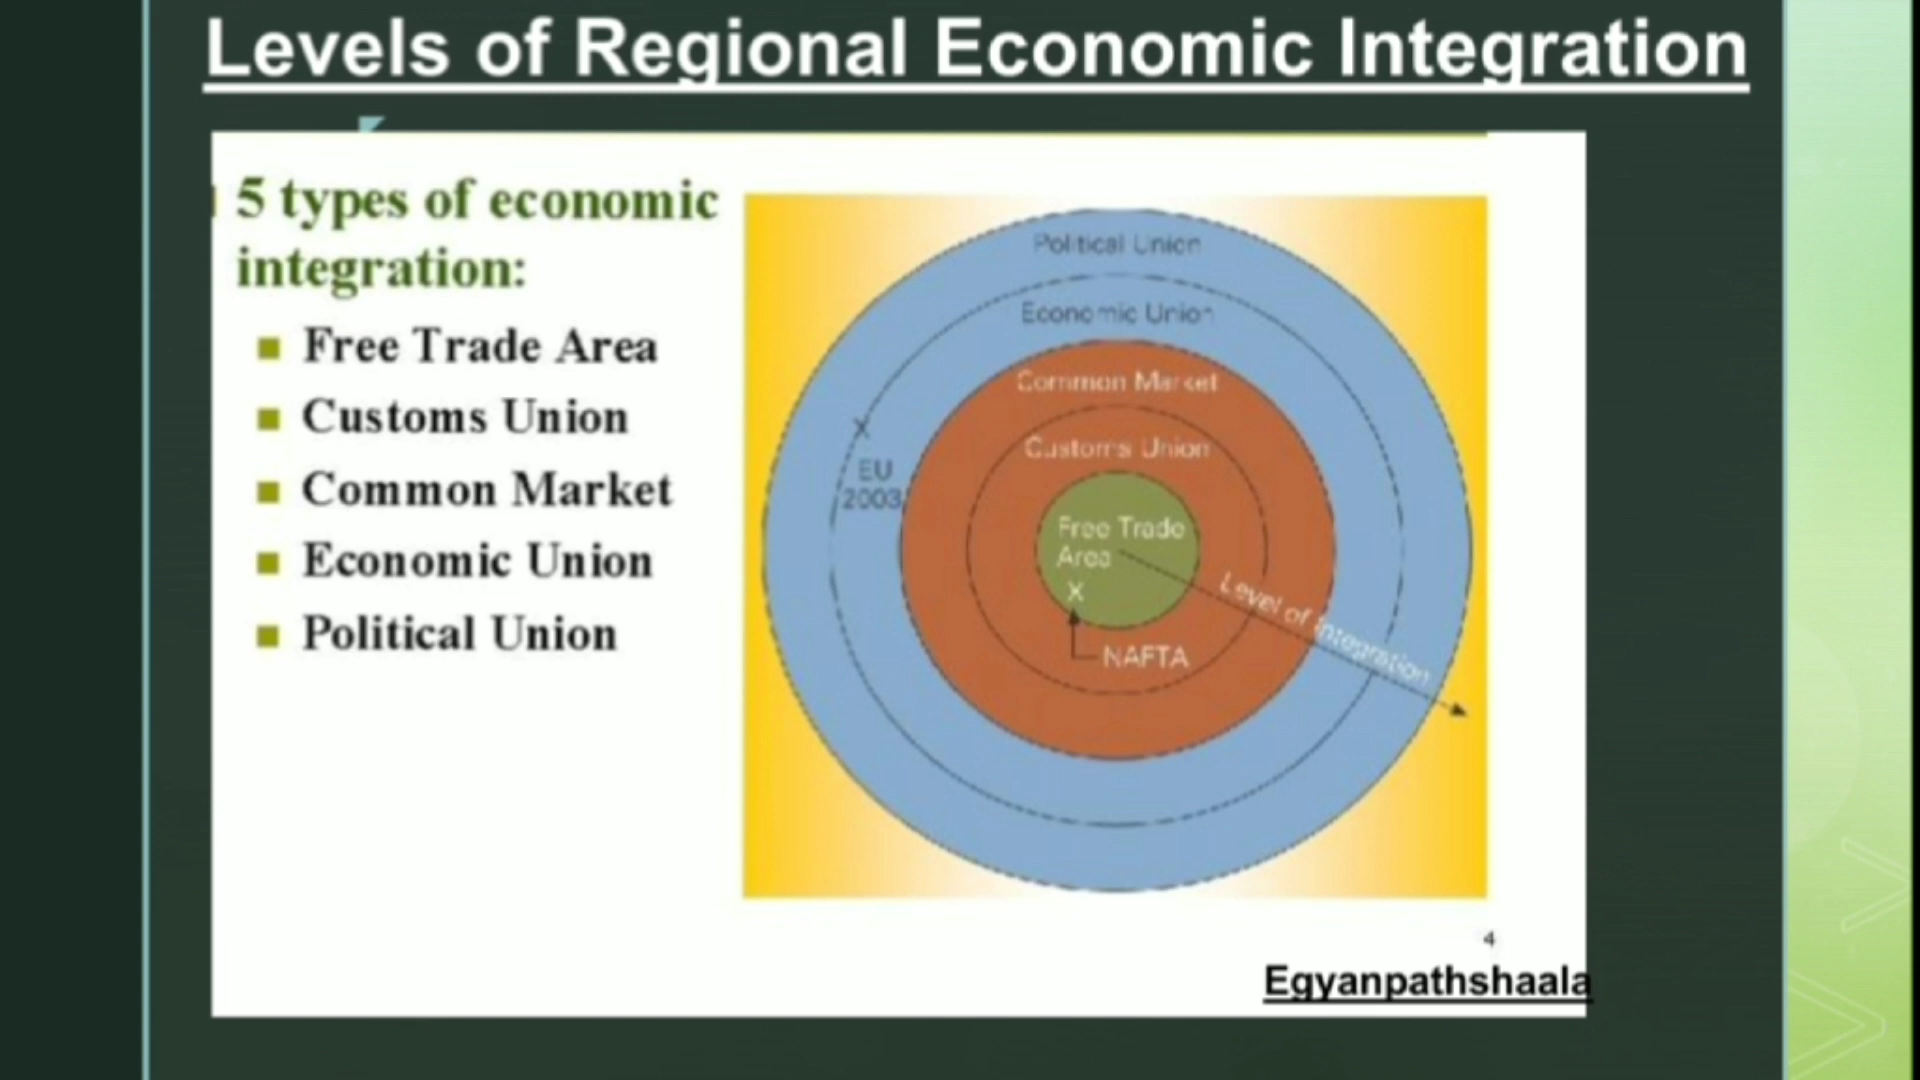 Levels of Regional Economic Integration
5 types of economic
integration:
Free Trade Area
Customs Union
Common Market
Economic Union
Political Union
Political Union
Economic Union
Common Market
Customs Union
X
EU
2003
Free Trade
Area
X
NAFTA
Level of Integration
4
Egyanpathshaala